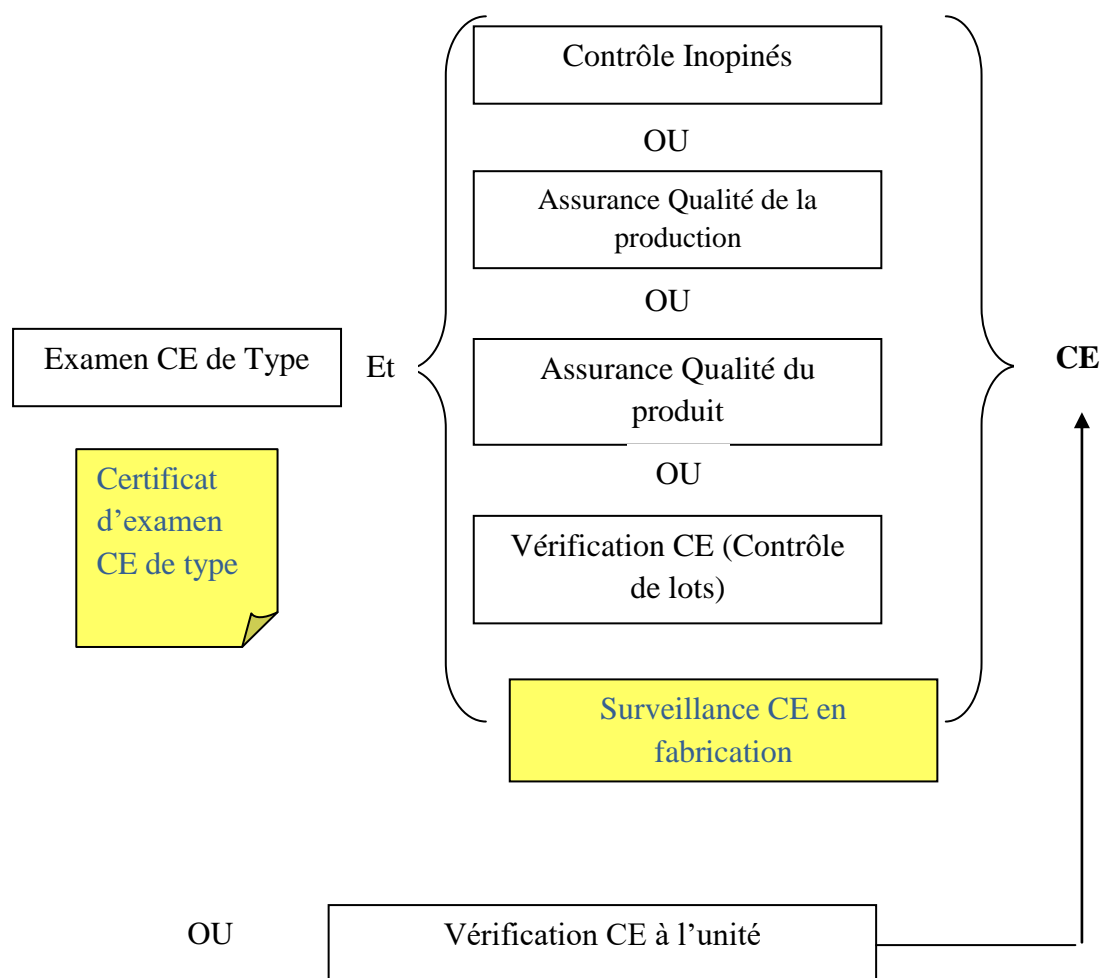 Contrôle Inopinés
OU
Assurance Qualité de la
production
OU
Examen CE de Type
Et
Assurance Qualité du
produit
CE
Certificat
d’examen
CE de type
OU
Vérification CE (Contrôle
de lots)
Surveillance CE en
fabrication
OU
Vérification CE à l’unité